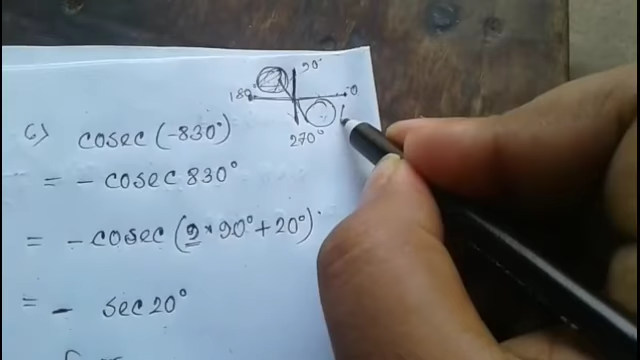 90°
180° 0
270°
c) cosec (-830°)
= - cosec 830°
= - cosec (9 * 90° + 20°)
= - sec 20°